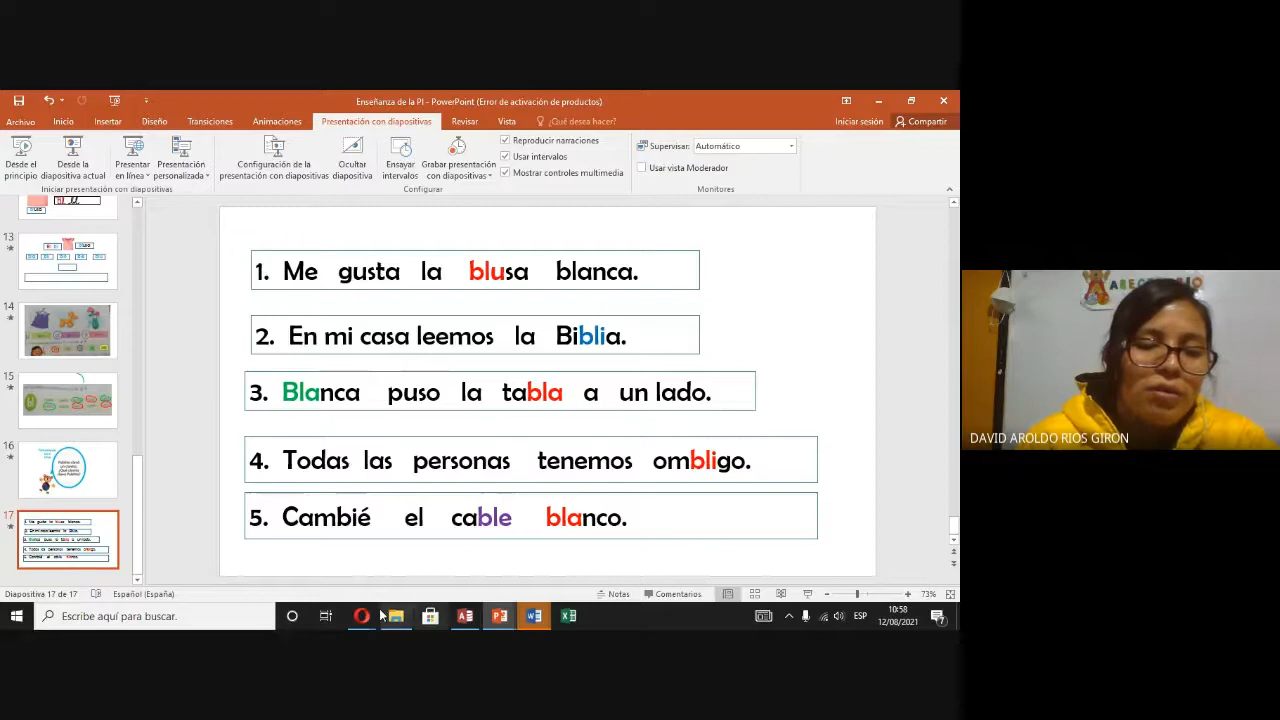 Enseñanza de la PI - PowerPoint (Error de activación de productos)
Archivo Inicio Insertar Diseño Transiciones Animaciones Presentación con diapositivas Revisar Vista ¿Qué desea hacer? Iniciar sesión Compartir
Desde el principio
Desde la diapositiva actual
Presentar en línea
Presentación personalizada
Iniciar presentación con diapositivas
Configuración de la presentación con diapositivas
Ocultar diapositiva
Ensayar intervalos
Grabar presentación con diapositivas
Reproducir narraciones
Usar intervalos
Mostrar controles multimedia
Configurar
Supervisar: Automático
Usar vista Moderador
Monitores
13
14
15
16
17
1. Me gusta la blusa blanca.
2. En mi casa leemos la Biblia.
3. Blanca puso la tabla a un lado.
4. Todas las personas tenemos ombligo.
5. Cambié el cable blanco.
DAVID AROLDO RIOS GIRON
Diapositiva 17 de 17 Español (España) Notas Comentarios 73%
Escribe aquí para buscar. ESP 10:58
12/08/2021